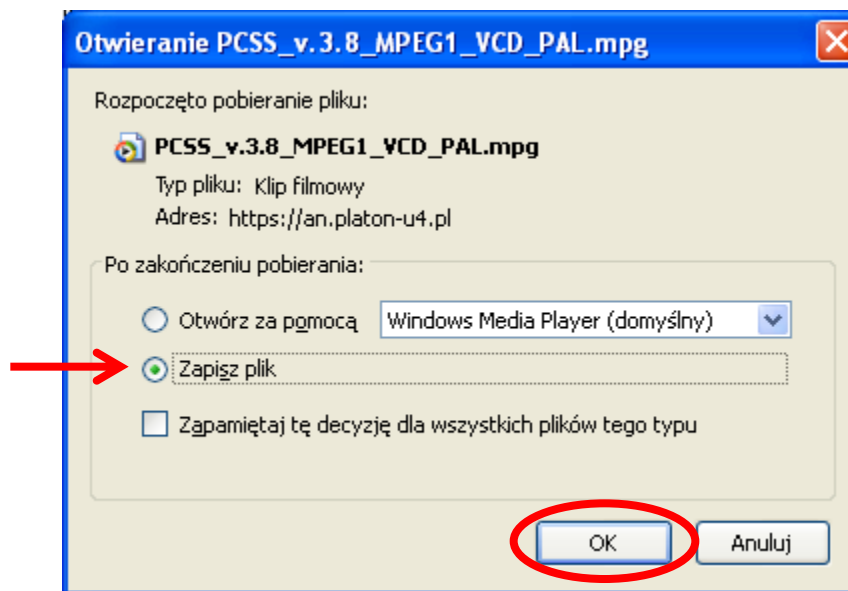 Otwieranie PCSS_v.3.8_MPEG1_VCD_PAL.mpg
Rozpoczęto pobieranie pliku:
PCSS_v.3.8_MPEG1_VCD_PAL.mpg
Typ pliku: Klip filmowy
Adres: https://an.platon-u4.pl
Po zakończeniu pobierania:
Otwórz za pomocą Windows Media Player (domyślny)
Zapisz plik
Zapamiętaj tę decyzję dla wszystkich plików tego typu
OK Anuluj